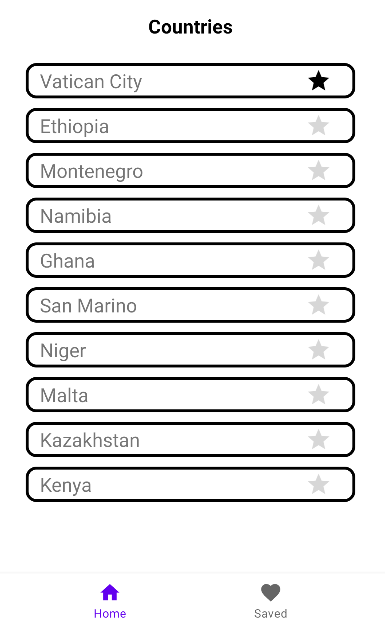 Countries
Vatican City
Ethiopia
Montenegro
Namibia
Ghana
San Marino
Niger
Malta
Kazakhstan
Kenya
Home
Saved